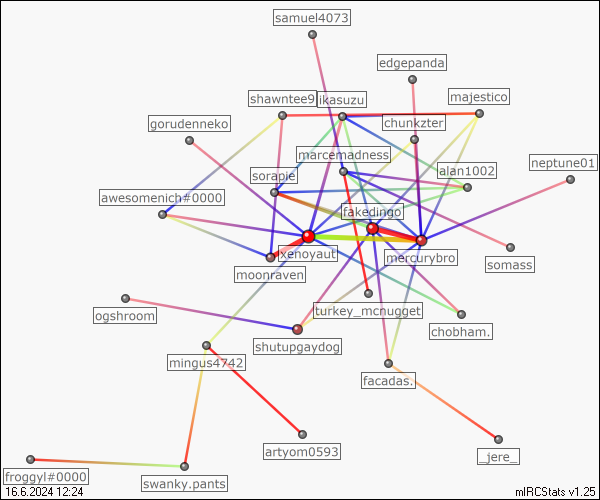 samuel4073
edgepanda
shawntee9
ikasuzu
majestico
gorudenneko
chunkzter
marcemadness
neptune01
sorapie
alan1002
awesomenich#0000
fakedingo
xenoyaut
mercurybro
somass
moonraven
ogshroom
turkey_mcnugget
chobham.
shutupgaydog
mingus4742
facadas.
artyom0593
_jere_
froggyl#0000
swanky.pants
16.6.2024 12:24
mIRCStats v1.25